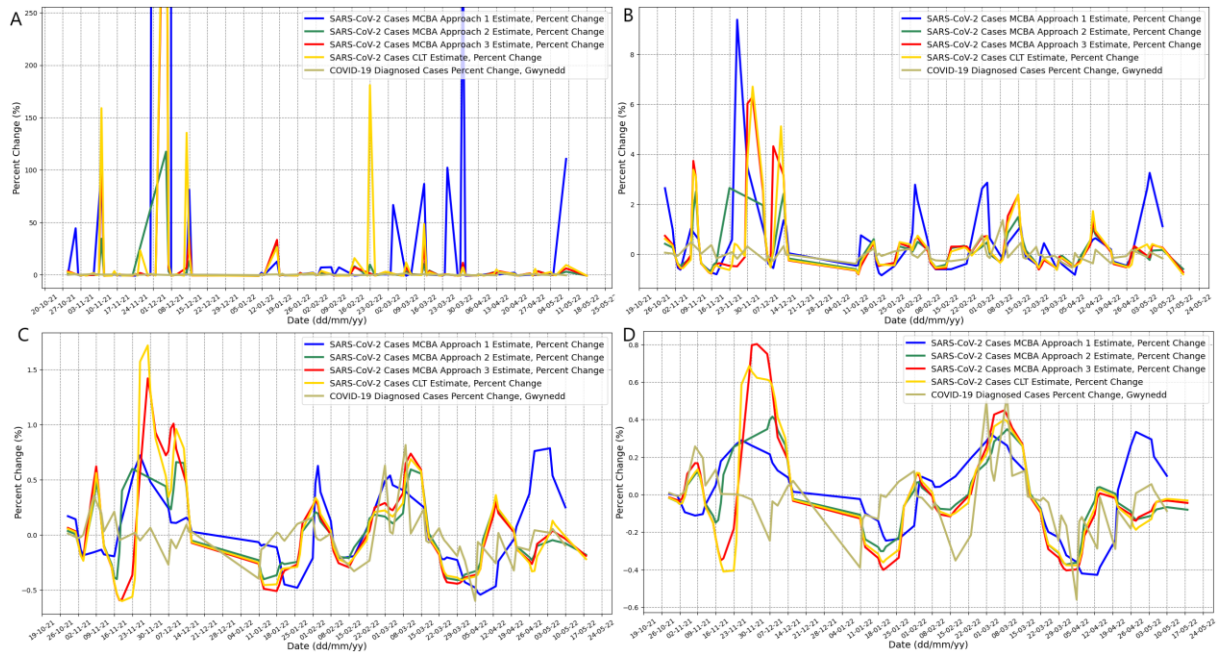 A
250
200
150
100
50
0
Percent Change (%)
SARS-CoV-2 Cases MCBA Approach 1 Estimate, Percent Change
SARS-CoV-2 Cases MCBA Approach 2 Estimate, Percent Change
SARS-CoV-2 Cases MCBA Approach 3 Estimate, Percent Change
SARS-CoV-2 Cases CLT Estimate, Percent Change
COVID-19 Diagnosed Cases Percent Change, Gwynedd
20-10-21 27-10-21 03-11-21 10-11-21 17-11-21 24-11-21 01-12-21 08-12-21 15-12-21 22-12-21 29-12-21 05-01-22 12-01-22 19-01-22 26-01-22 02-02-22 09-02-22 16-02-22 23-02-22 02-03-22 09-03-22 16-03-22 23-03-22 30-03-22 06-04-22 13-04-22 20-04-22 27-04-22 04-05-22 11-05-22 18-05-22 25-05-22
Date (dd/mm/yy)
B
8
6
4
2
0
Percent Change (%)
SARS-CoV-2 Cases MCBA Approach 1 Estimate, Percent Change
SARS-CoV-2 Cases MCBA Approach 2 Estimate, Percent Change
SARS-CoV-2 Cases MCBA Approach 3 Estimate, Percent Change
SARS-CoV-2 Cases CLT Estimate, Percent Change
COVID-19 Diagnosed Cases Percent Change, Gwynedd
19-10-21 26-10-21 02-11-21 09-11-21 16-11-21 23-11-21 30-11-21 07-12-21 14-12-21 21-12-21 28-12-21 04-01-22 11-01-22 18-01-22 25-01-22 01-02-22 08-02-22 15-02-22 22-02-22 01-03-22 08-03-22 15-03-22 22-03-22 29-03-22 05-04-22 12-04-22 19-04-22 26-04-22 03-05-22 10-05-22 17-05-22 24-05-22
Date (dd/mm/yy)
C
1.5
1.0
0.5
0.0
−0.5
Percent Change (%)
SARS-CoV-2 Cases MCBA Approach 1 Estimate, Percent Change
SARS-CoV-2 Cases MCBA Approach 2 Estimate, Percent Change
SARS-CoV-2 Cases MCBA Approach 3 Estimate, Percent Change
SARS-CoV-2 Cases CLT Estimate, Percent Change
COVID-19 Diagnosed Cases Percent Change, Gwynedd
19-10-21 26-10-21 02-11-21 09-11-21 16-11-21 23-11-21 30-11-21 07-12-21 14-12-21 21-12-21 28-12-21 04-01-22 11-01-22 18-01-22 25-01-22 01-02-22 08-02-22 15-02-22 22-02-22 01-03-22 08-03-22 15-03-22 22-03-22 29-03-22 05-04-22 12-04-22 19-04-22 26-04-22 03-05-22 10-05-22 17-05-22 24-05-22
Date (dd/mm/yy)
D
0.8
0.6
0.4
0.2
0.0
−0.2
−0.4
−0.6
Percent Change (%)
SARS-CoV-2 Cases MCBA Approach 1 Estimate, Percent Change
SARS-CoV-2 Cases MCBA Approach 2 Estimate, Percent Change
SARS-CoV-2 Cases MCBA Approach 3 Estimate, Percent Change
SARS-CoV-2 Cases CLT Estimate, Percent Change
COVID-19 Diagnosed Cases Percent Change, Gwynedd
19-10-21 26-10-21 02-11-21 09-11-21 16-11-21 23-11-21 30-11-21 07-12-21 14-12-21 21-12-21 28-12-21 04-01-22 11-01-22 18-01-22 25-01-22 01-02-22 08-02-22 15-02-22 22-02-22 01-03-22 08-03-22 15-03-22 22-03-22 29-03-22 05-04-22 12-04-22 19-04-22 26-04-22 03-05-22 10-05-22 17-05-22 24-05-22
Date (dd/mm/yy)